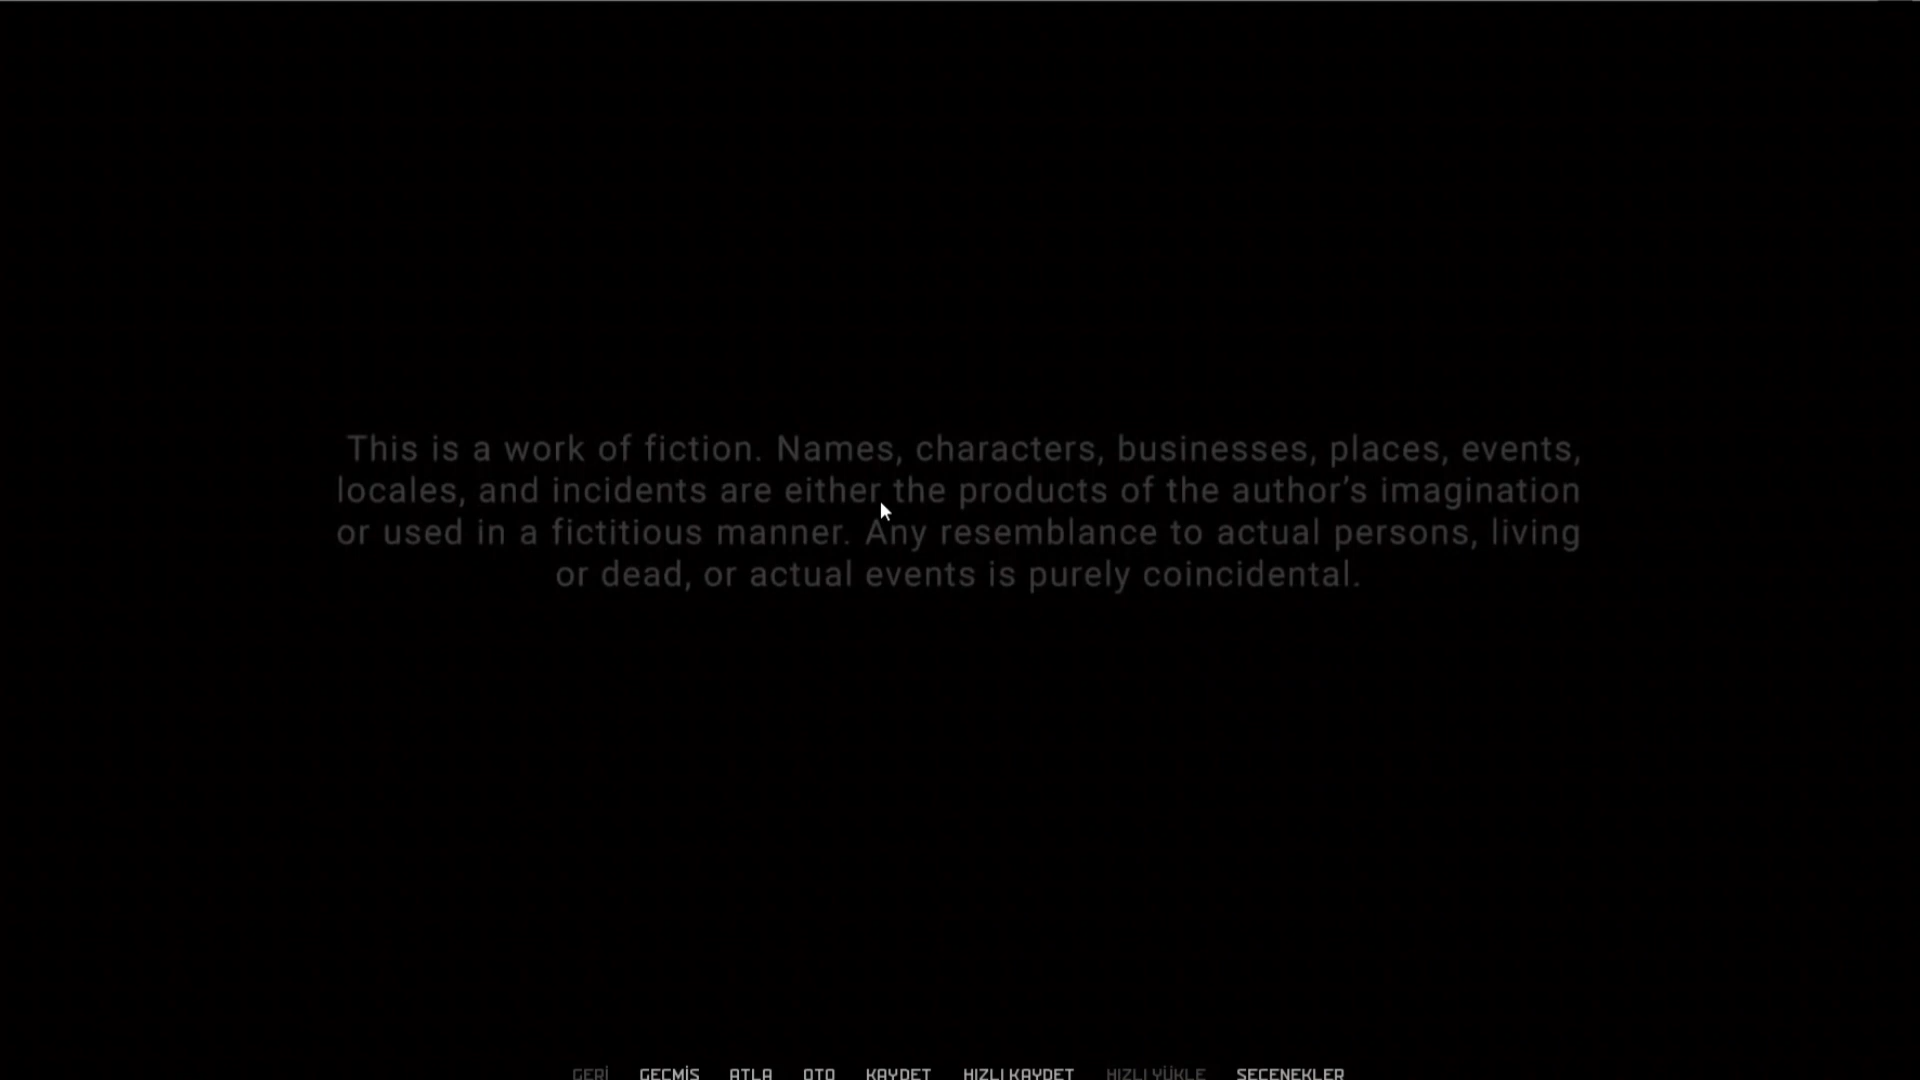 This is a work of fiction. Names, characters, businesses, places, events,
locales, and incidents are either the products of the author’s imagination
or used in a fictitious manner. Any resemblance to actual persons, living
or dead, or actual events is purely coincidental.
GERİ GEÇMİŞ ATLA OTO KAYDET HIZLI KAYDET HIZLI YÜKLE SEÇENEKLER